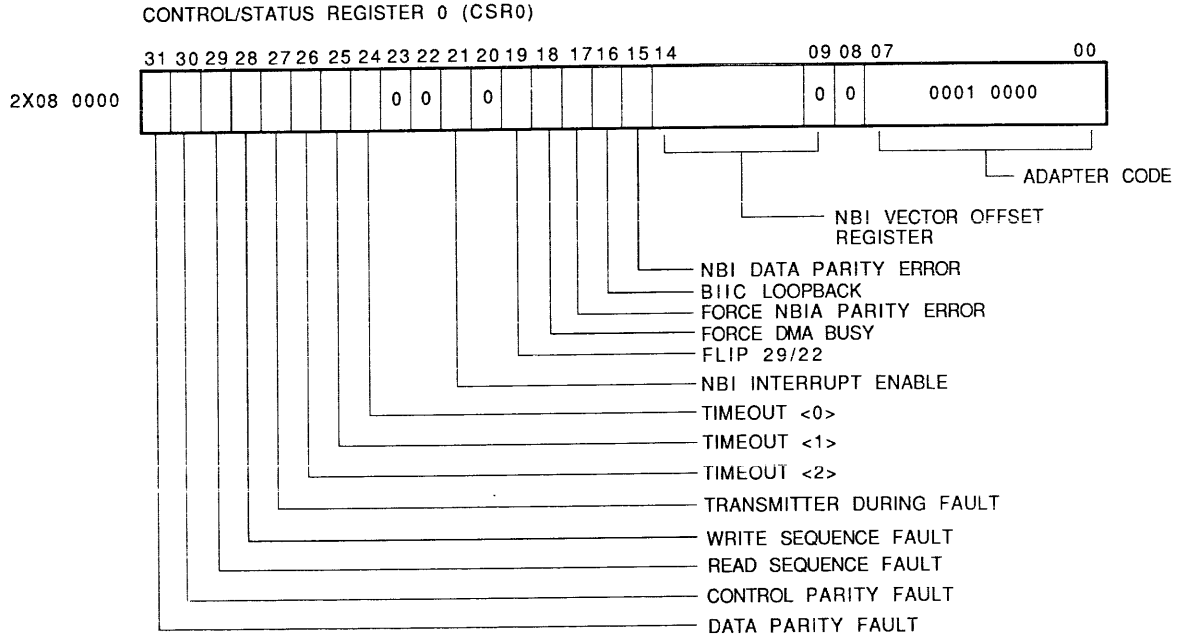 CONTROL/STATUS REGISTER 0 (CSR0)
31 30 29 28 27 26 25 24 23 22 21 20 19 18 17 16 15 14 09 08 07 00
2X08 0000 0 0 0 0 0 0001 0000
ADAPTER CODE
NBI VECTOR OFFSET
REGISTER
NBI DATA PARITY ERROR
BIIC LOOPBACK
FORCE NBIA PARITY ERROR
FORCE DMA BUSY
FLIP 29/22
NBI INTERRUPT ENABLE
TIMEOUT <0>
TIMEOUT <1>
TIMEOUT <2>
TRANSMITTER DURING FAULT
WRITE SEQUENCE FAULT
READ SEQUENCE FAULT
CONTROL PARITY FAULT
DATA PARITY FAULT